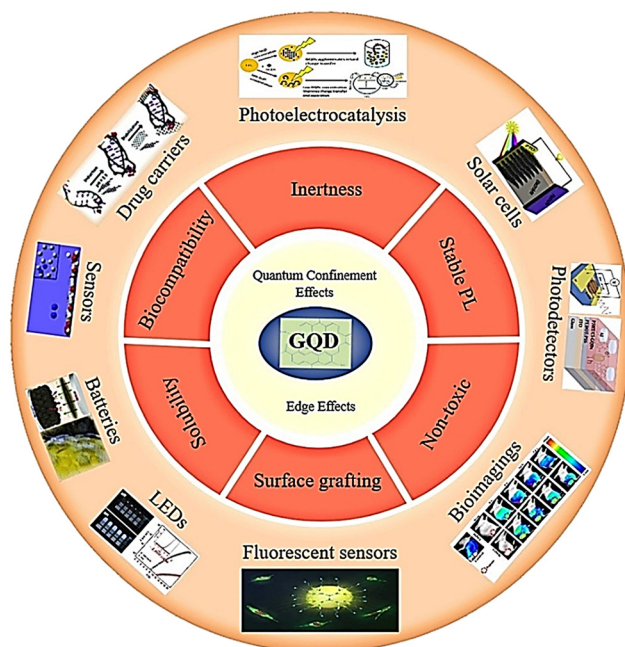 Photoelectrocatalysis
Solar cells
Photodetectors
Bioimagings
Fluorescent sensors
LEDs
Batteries
Sensors
Drug carriers
Inertness
Stable PL
Non-toxic
Surface grafting
Solubility
Biocompatibility
Quantum Confinement
Effects
GQD
Edge Effects